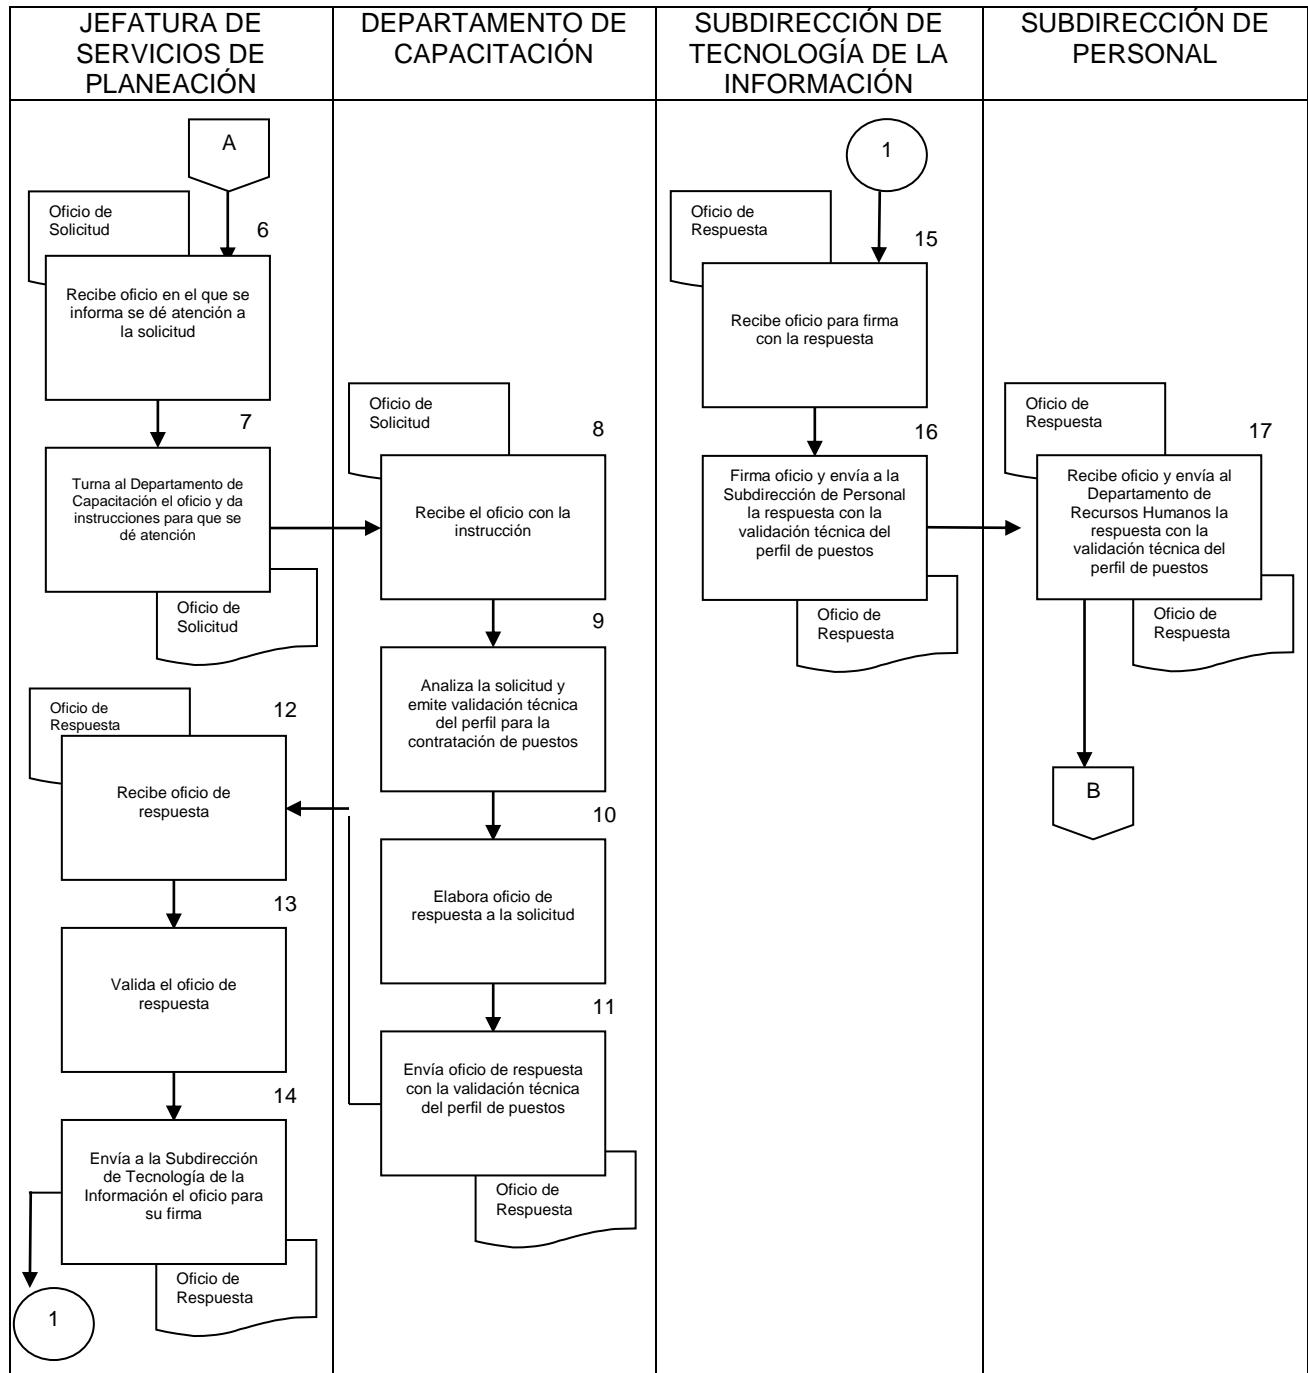 JEFATURA DE
SERVICIOS DE
PLANEACIÓN
DEPARTAMENTO DE
CAPACITACIÓN
SUBDIRECCIÓN DE
TECNOLOGÍA DE LA
INFORMACIÓN
SUBDIRECCIÓN DE
PERSONAL
A
Oficio de
Solicitud
6
Recibe oficio en el que se
informa se dé atención a
la solicitud
7
Turna al Departamento de
Capacitación el oficio y da
instrucciones para que se
dé atención
Oficio de
Solicitud
Oficio de
Solicitud
8
Recibe el oficio con la
instrucción
9
Analiza la solicitud y
emite validación técnica
del perfil para la
contratación de puestos
10
Elabora oficio de
respuesta a la solicitud
11
Envía oficio de respuesta
con la validación técnica
del perfil de puestos
Oficio de
Respuesta
Oficio de
Respuesta
12
Recibe oficio de
respuesta
13
Valida el oficio de
respuesta
14
Envía a la Subdirección
de Tecnología de la
Información el oficio para
su firma
Oficio de
Respuesta
1
1
Oficio de
Respuesta
15
Recibe oficio para firma
con la respuesta
16
Firma oficio y envía a la
Subdirección de Personal
la respuesta con la
validación técnica del
perfil de puestos
Oficio de
Respuesta
Oficio de
Respuesta
17
Recibe oficio y envía al
Departamento de
Recursos Humanos la
respuesta con la
validación técnica del
perfil de puestos
Oficio de
Respuesta
B